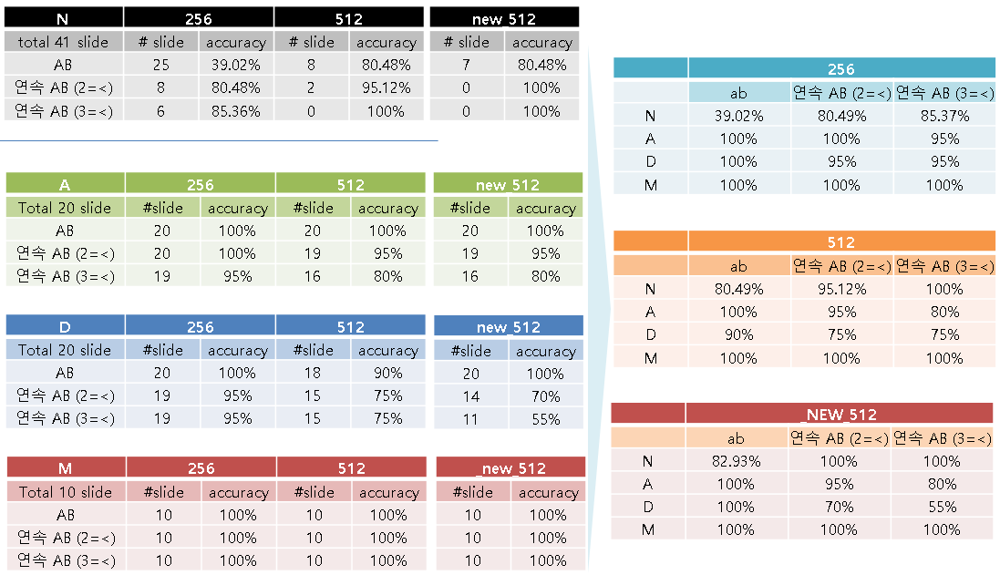 N 256 512 new_512
total 41 slide # slide accuracy # slide accuracy # slide accuracy
AB 25 39.02% 8 80.48% 7 80.48%
연속 AB (2=<) 8 80.48% 2 95.12% 0 100%
연속 AB (3=<) 6 85.36% 0 100% 0 100%
A 256 512 new_512
Total 20 slide #slide accuracy #slide accuracy #slide accuracy
AB 20 100% 20 100% 20 100%
연속 AB (2=<) 20 100% 19 95% 19 95%
연속 AB (3=<) 19 95% 16 80% 16 80%
D 256 512 new_512
Total 20 slide #slide accuracy #slide accuracy #slide accuracy
AB 20 100% 18 90% 20 100%
연속 AB (2=<) 19 95% 15 75% 14 70%
연속 AB (3=<) 19 95% 15 75% 11 55%
M 256 512 _new_512
Total 10 slide #slide accuracy #slide accuracy #slide accuracy
AB 10 100% 10 100% 10 100%
연속 AB (2=<) 10 100% 10 100% 10 100%
연속 AB (3=<) 10 100% 10 100% 10 100%
256
ab 연속 AB (2=<) 연속 AB (3=<)
N 39.02% 80.49% 85.37%
A 100% 100% 95%
D 100% 95% 95%
M 100% 100% 100%
512
ab 연속 AB (2=<) 연속 AB (3=<)
N 80.49% 95.12% 100%
A 100% 95% 80%
D 90% 75% 75%
M 100% 100% 100%
_NEW_512
ab 연속 AB (2=<) 연속 AB (3=<)
N 82.93% 100% 100%
A 100% 95% 80%
D 100% 70% 55%
M 100% 100% 100%